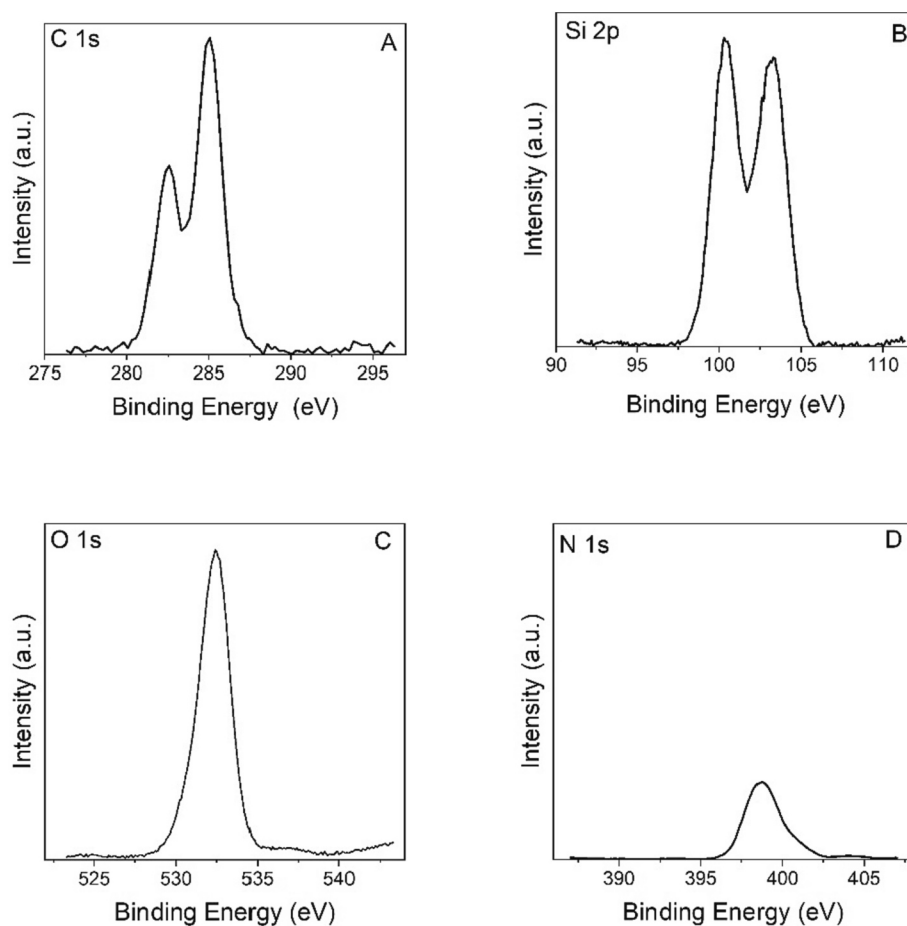 C 1s
A
Intensity (a.u.)
275 280 285 290 295
Binding Energy (eV)
Si 2p
B
Intensity (a.u.)
90 95 100 105 110
Binding Energy (eV)
O 1s
C
Intensity (a.u.)
525 530 535 540
Binding Energy (eV)
N 1s
D
Intensity (a.u.)
390 395 400 405
Binding Energy (eV)